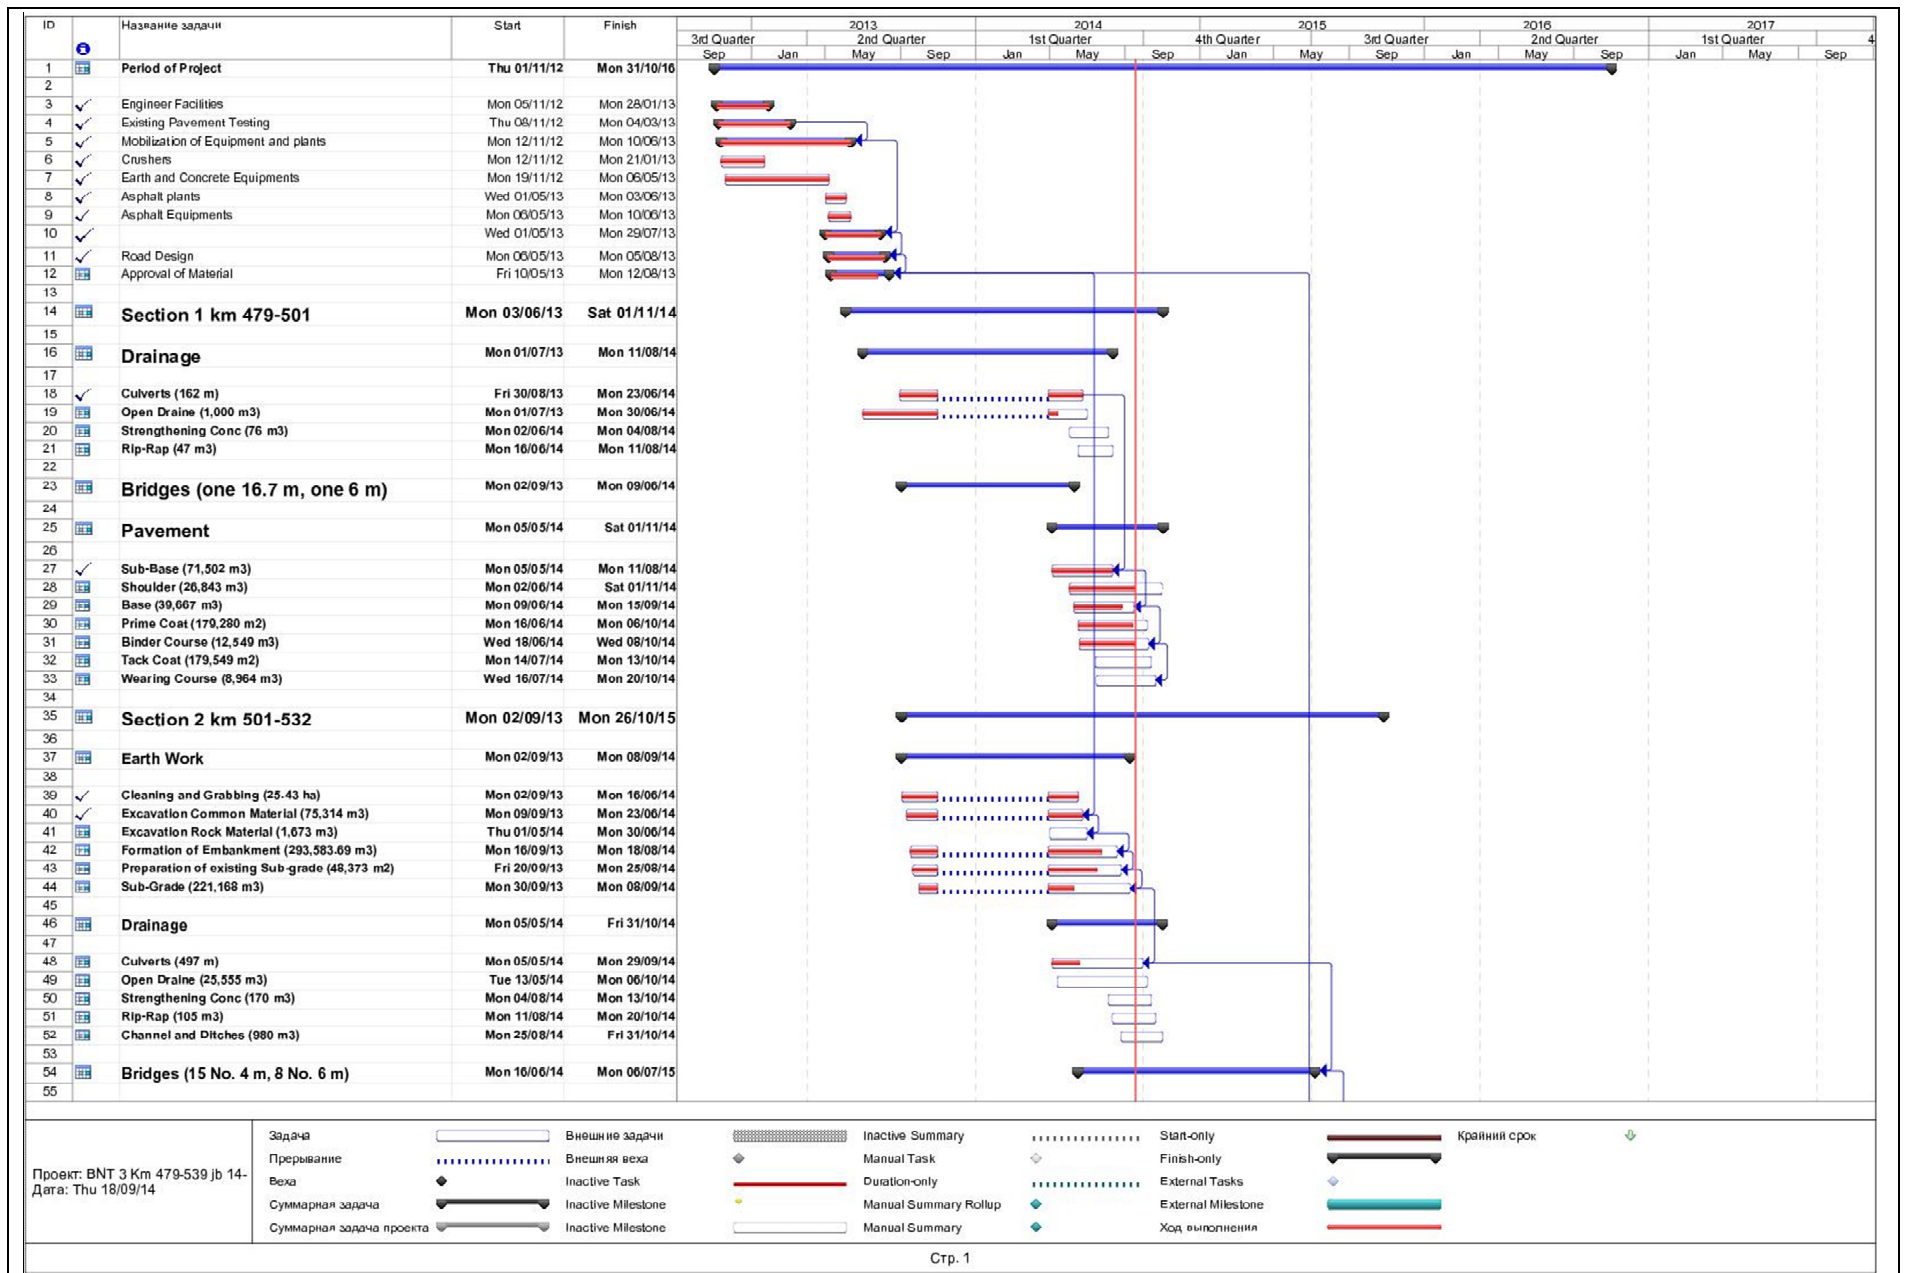 ID Название задачи Start Finish 2013 2014 2015 2016 2017
3rd Quarter 2nd Quarter 1st Quarter 4th Quarter 3rd Quarter 2nd Quarter 1st Quarter 4
Sep Jan May Sep Jan May Sep Jan May Sep Jan May Sep Jan May Sep
1 Period of Project Thu 01/11/12 Mon 31/10/16
2
3 Engineer Facilities Mon 05/11/12 Mon 28/01/13
4 Existing Pavement Testing Thu 08/11/12 Mon 04/03/13
5 Mobilization of Equipment and plants Mon 12/11/12 Mon 10/06/13
6 Crushers Mon 12/11/12 Mon 21/01/13
7 Earth and Concrete Equipments Mon 19/11/12 Mon 06/05/13
8 Asphalt plants Wed 01/05/13 Mon 03/06/13
9 Asphalt Equipments Mon 06/05/13 Mon 10/06/13
10 Wed 01/05/13 Mon 29/07/13
11 Road Design Mon 06/05/13 Mon 05/08/13
12 Approval of Material Fri 10/05/13 Mon 12/08/13
13
14 Section 1 km 479-501 Mon 03/06/13 Sat 01/11/14
15
16 Drainage Mon 01/07/13 Mon 11/08/14
17
18 Culverts (162 m) Fri 30/08/13 Mon 23/06/14
19 Open Draine (1,000 m3) Mon 01/07/13 Mon 30/06/14
20 Strengthening Conc (76 m3) Mon 02/06/14 Mon 04/08/14
21 Rip-Rap (47 m3) Mon 16/06/14 Mon 11/08/14
22
23 Bridges (one 16.7 m, one 6 m) Mon 02/09/13 Mon 09/06/14
24
25 Pavement Mon 05/05/14 Sat 01/11/14
26
27 Sub-Base (71,502 m3) Mon 05/05/14 Mon 11/08/14
28 Shoulder (26,843 m3) Mon 02/06/14 Sat 01/11/14
29 Base (39,667 m3) Mon 09/06/14 Mon 15/09/14
30 Prime Coat (179,280 m2) Mon 16/06/14 Mon 06/10/14
31 Binder Course (12,549 m3) Wed 18/06/14 Wed 08/10/14
32 Tack Coat (179,549 m2) Mon 14/07/14 Mon 13/10/14
33 Wearing Course (8,964 m3) Wed 16/07/14 Mon 20/10/14
34
35 Section 2 km 501-532 Mon 02/09/13 Mon 26/10/15
36
37 Earth Work Mon 02/09/13 Mon 08/09/14
38
39 Cleaning and Grabbing (25.43 ha) Mon 02/09/13 Mon 16/06/14
40 Excavation Common Material (75,314 m3) Mon 09/09/13 Mon 23/06/14
41 Excavation Rock Material (1,673 m3) Thu 01/05/14 Mon 30/06/14
42 Formation of Embankment (293,583.69 m3) Mon 16/09/13 Mon 18/08/14
43 Preparation of existing Sub-grade (48,373 m2) Fri 20/09/13 Mon 25/08/14
44 Sub-Grade (221,168 m3) Mon 30/09/13 Mon 08/09/14
45
46 Drainage Mon 05/05/14 Fri 31/10/14
47
48 Culverts (497 m) Mon 05/05/14 Mon 29/09/14
49 Open Draine (25,555 m3) Tue 13/05/14 Mon 06/10/14
50 Strengthening Conc (170 m3) Mon 04/08/14 Mon 13/10/14
51 Rip-Rap (105 m3) Mon 11/08/14 Mon 20/10/14
52 Channel and Ditches (980 m3) Mon 25/08/14 Fri 31/10/14
53
54 Bridges (15 No. 4 m, 8 No. 6 m) Mon 16/06/14 Mon 06/07/15
55
Проект: BNT 3 Km 479-539 jb 14-
Дата: Thu 18/09/14
Задача Внешние задачи Inactive Summary Start-only Крайний срок
Прерывание Внешняя веха Manual Task Finish-only
Веха Inactive Task Duration-only External Tasks
Суммарная задача Inactive Milestone Manual Summary Rollup External Milestone
Суммарная задача проекта Inactive Milestone Manual Summary Ход выполнения
Стр. 1